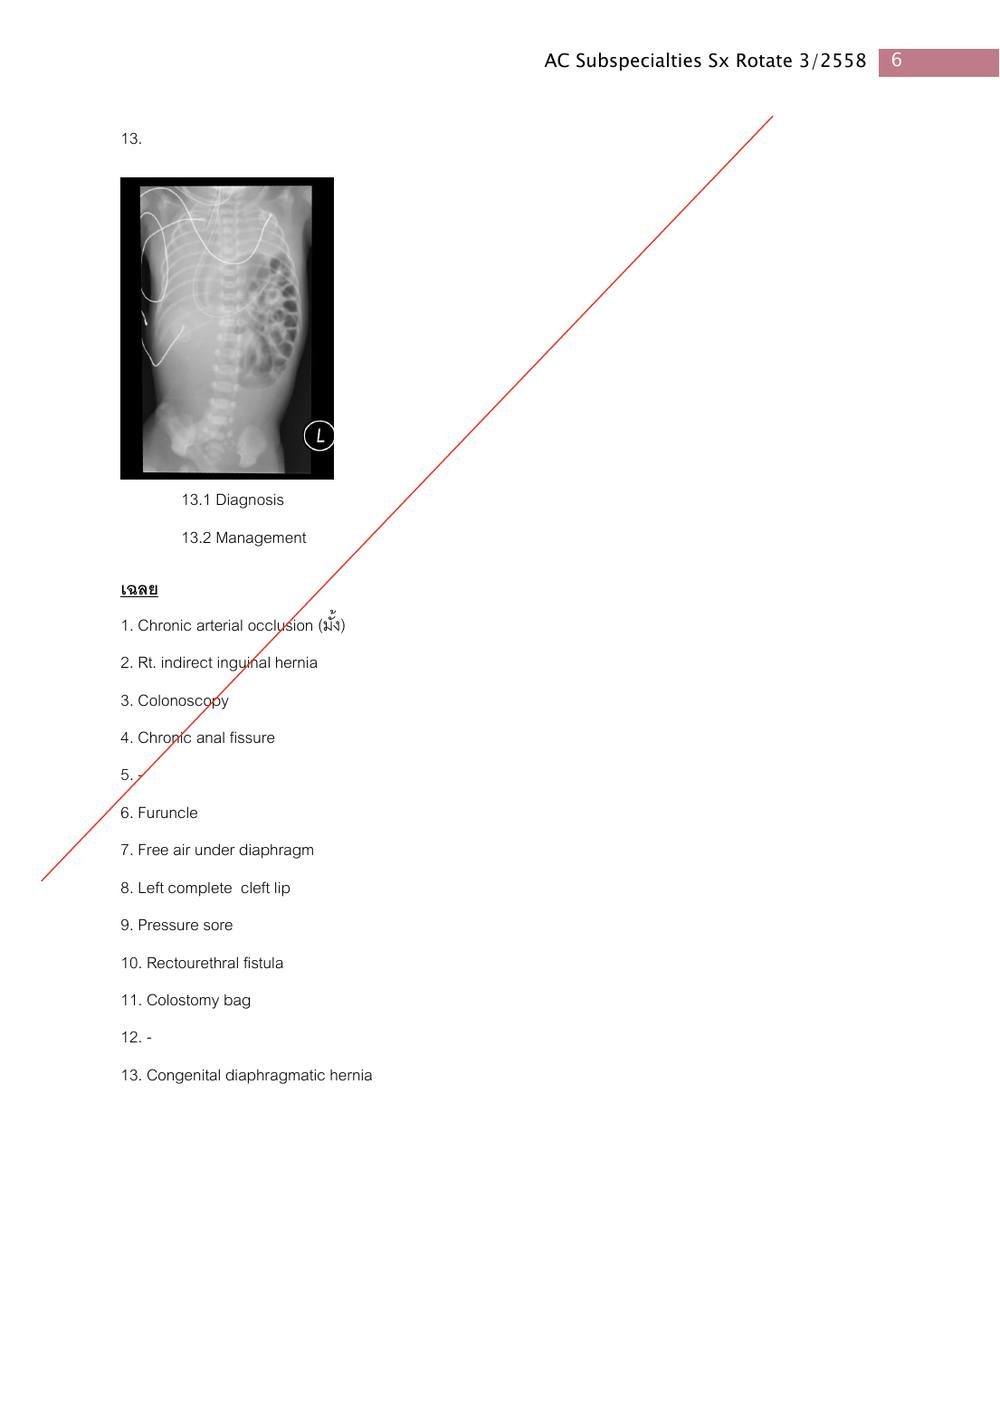 AC Subspecialties Sx Rotate 3/2558 6
13.
L
13.1 Diagnosis
13.2 Management
เฉลย
1. Chronic arterial occlusion (มั้ง)
2. Rt. indirect inguinal hernia
3. Colonoscopy
4. Chronic anal fissure
5. -
6. Furuncle
7. Free air under diaphragm
8. Left complete  cleft lip
9. Pressure sore
10. Rectourethral fistula
11. Colostomy bag
12. -
13. Congenital diaphragmatic hernia